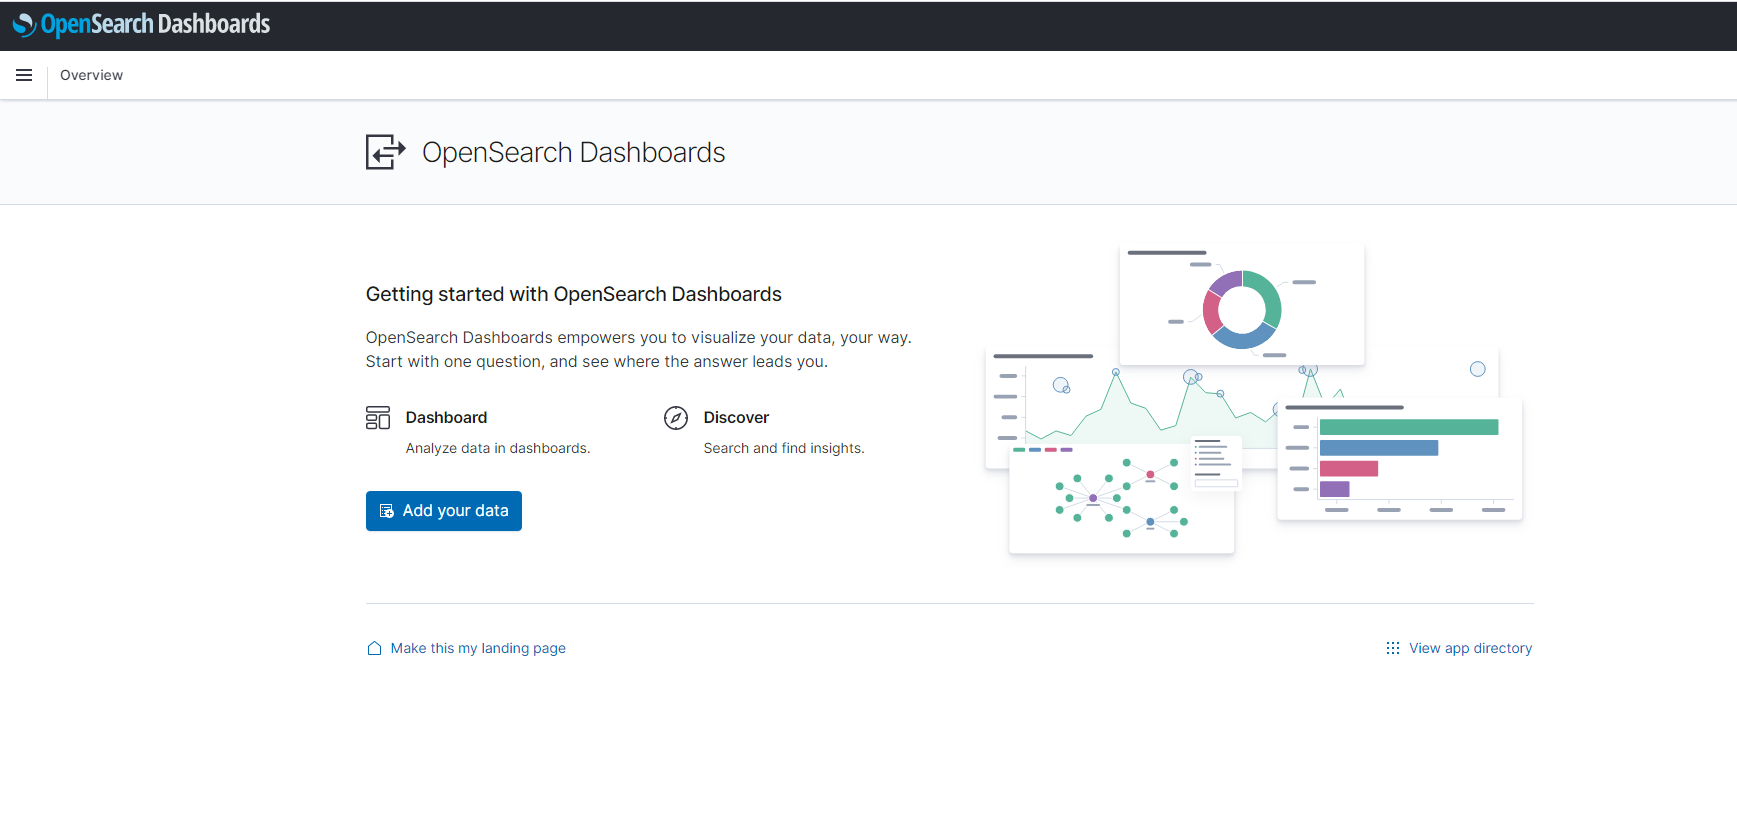 OpenSearch Dashboards
Overview
OpenSearch Dashboards
Getting started with OpenSearch Dashboards
OpenSearch Dashboards empowers you to visualize your data, your way.
Start with one question, and see where the answer leads you.
Dashboard
Analyze data in dashboards.
Discover
Search and find insights.
Add your data
Make this my landing page
View app directory